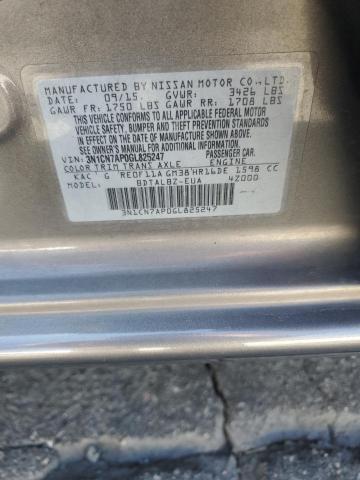 MANUFACTURED BY NISSAN MOTOR CO.,LTD.
DATE: 09/15. GVWR: 3426 LBS
GAWR FR: 1750 LBS GAWR RR: 1708 LBS
THIS VEHICLE CONFORMS TO ALL APPLICABLE FEDERAL MOTOR
VEHICLE SAFETY, BUMPER AND THEFT PREVENTION STANDARDS
IN EFFECT ON THE DATE OF MANUFACTURE SHOWN ABOVE.
SEE OWNER'S MANUAL FOR ADDITIONAL INFORMATION.
VIN: 3N1CN7AP0GL825247 PASSENGER CAR.
COLOR TRIM TRANS AXLE ENGINE
KAC G RE0F11A GM38 HR16DE 1598 CC
BDTALBZ-EUA 4Z000
3N1CN7AP0GL825247